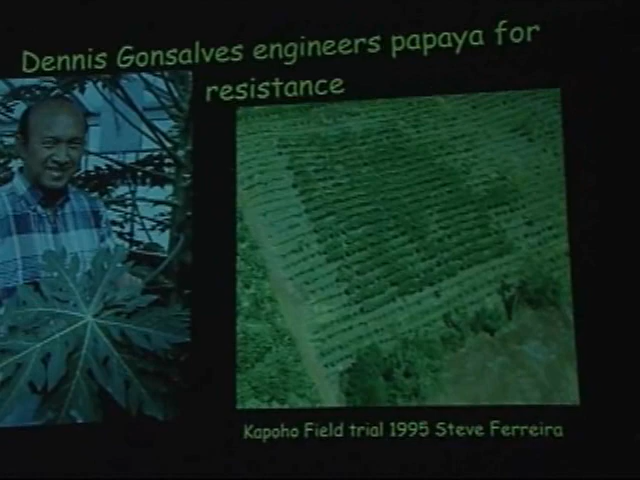 Dennis Gonsalves engineers papaya for
resistance
Kapoho Field trial 1995 Steve Ferreira